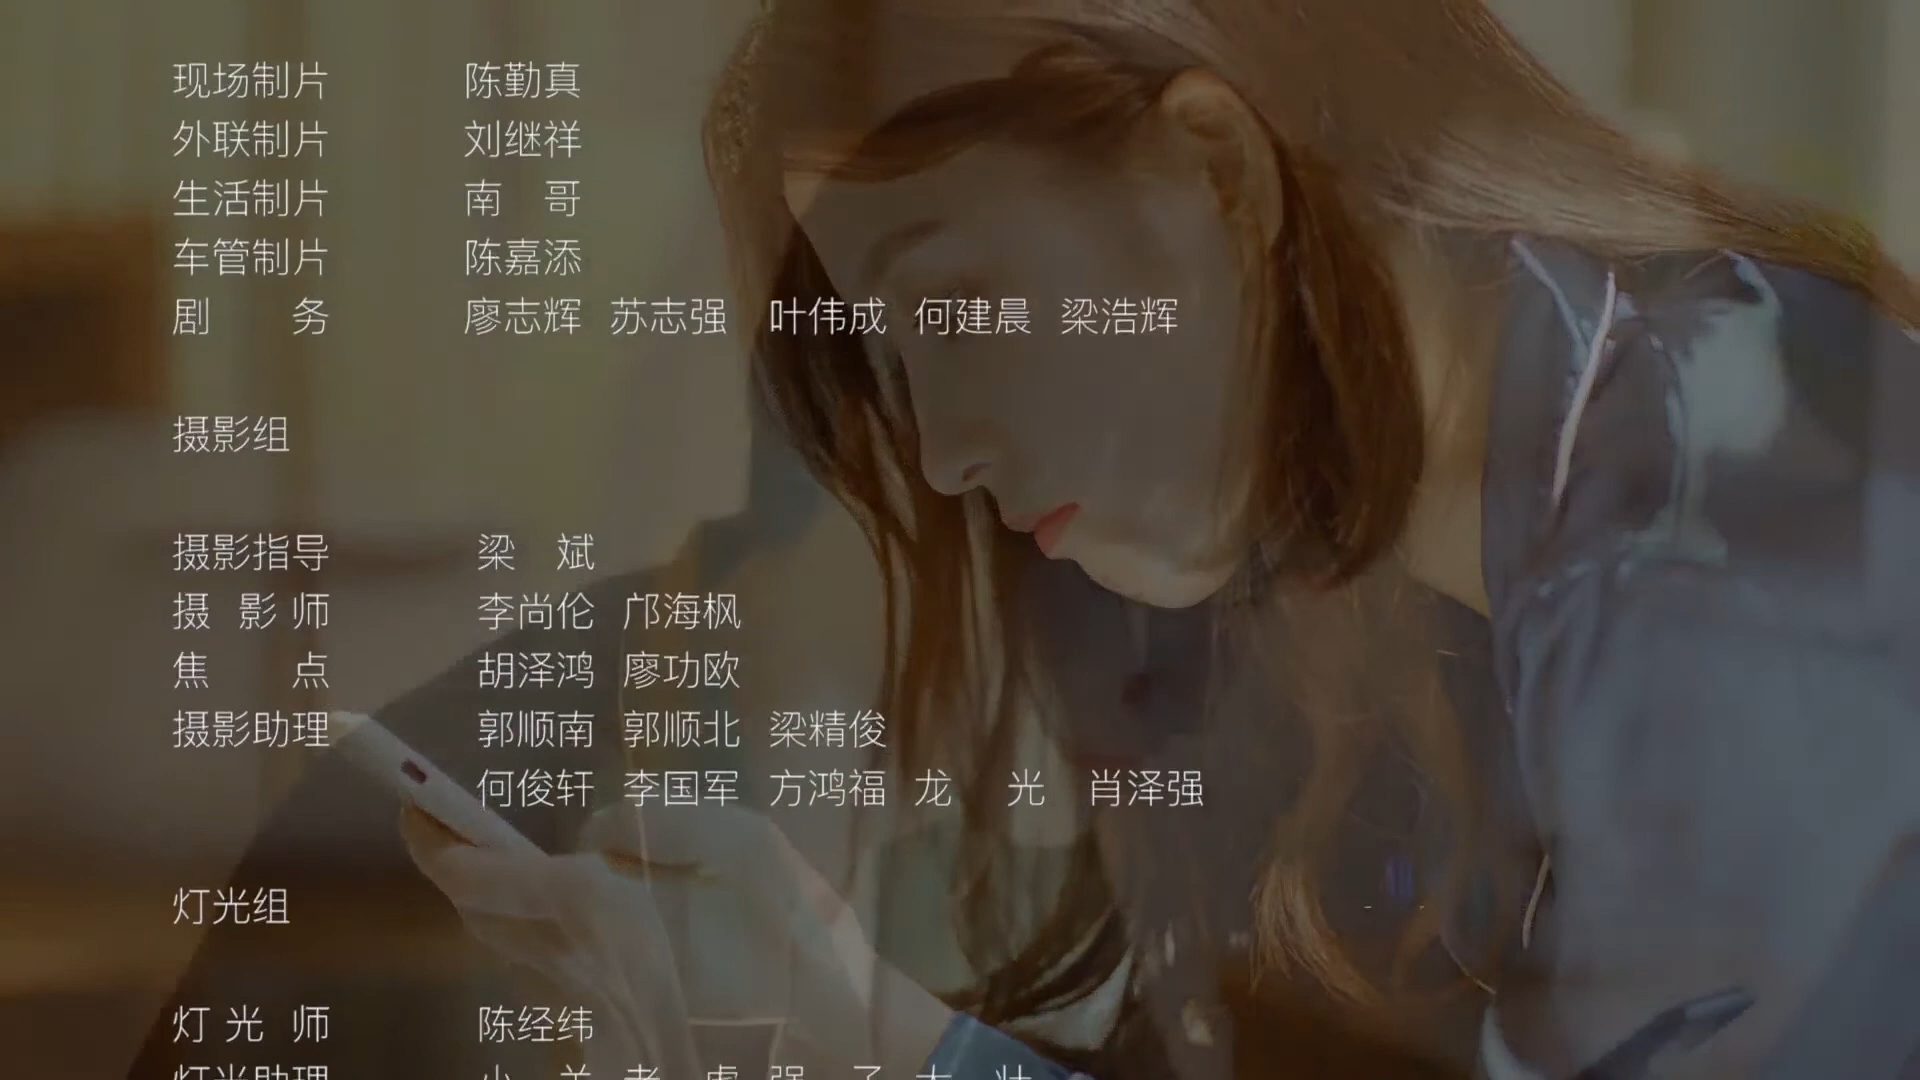 现场制片 陈勤真
外联制片 刘继祥
生活制片 南 哥
车管制片 陈嘉添
剧 务 廖志辉 苏志强 叶伟成 何建晨 梁浩辉
摄影组
摄影指导 梁 斌
摄 影 师 李尚伦 邝海枫
焦 点 胡泽鸿 廖功欧
摄影助理 郭顺南 郭顺北 梁精俊
何俊轩 李国军 方鸿福 龙 光 肖泽强
灯光组
灯 光 师 陈经纬
灯光助理